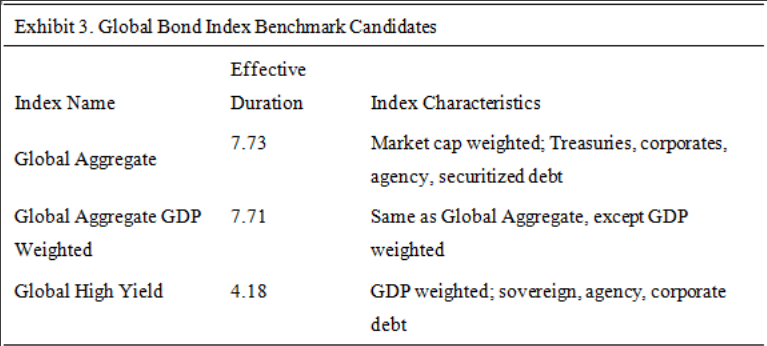 Exhibit 3. Global Bond Index Benchmark Candidates
Effective
Index Name Duration Index Characteristics
Global Aggregate 7.73 Market cap weighted; Treasuries, corporates,
agency, securitized debt
Global Aggregate GDP 7.71 Same as Global Aggregate, except GDP
Weighted weighted
Global High Yield 4.18 GDP weighted; sovereign, agency, corporate
debt